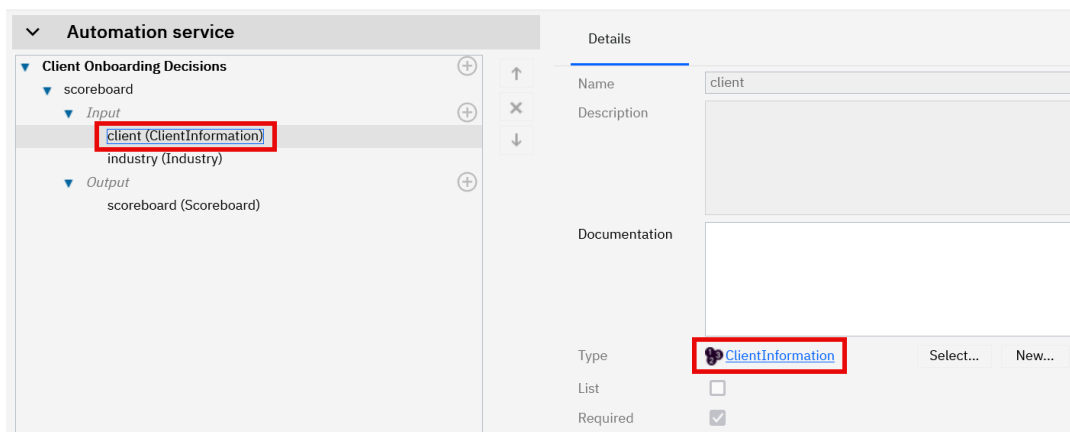 Automation service
Client Onboarding Decisions
scoreboard
Input
client (ClientInformation)
industry (Industry)
Output
scoreboard (Scoreboard)
Details
Name client
Description
Documentation
Type ClientInformation Select... New...
List
Required